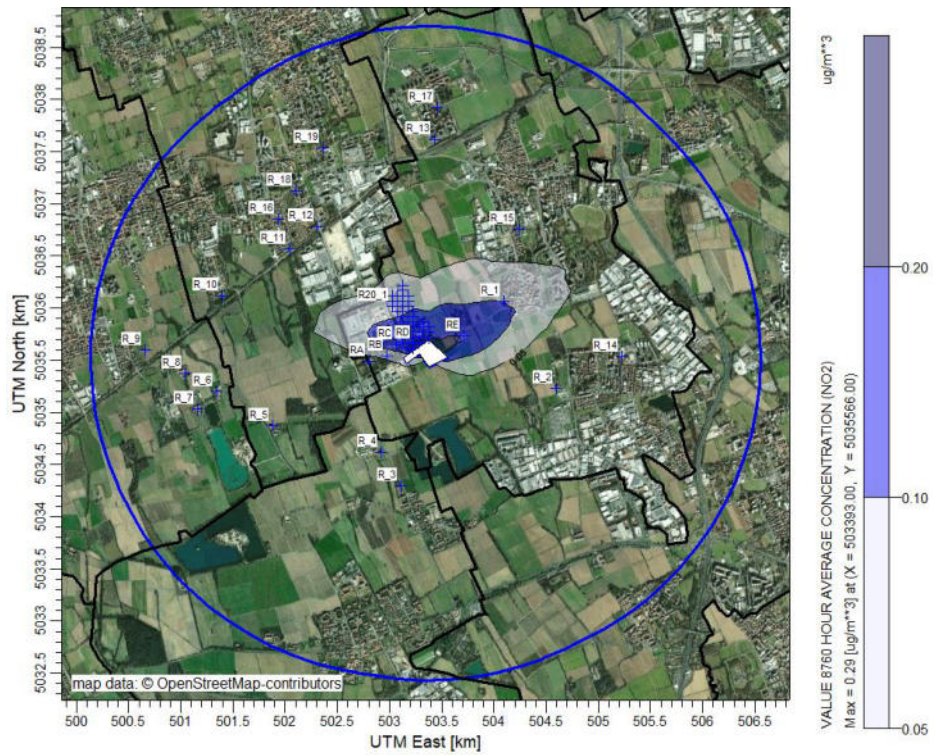 UTM North [km]
5038.5
5038
5037.5
5037
5036.5
5036
5035.5
5035
5034.5
5034
5033.5
5033
5032.5
R_17
R_13
R_19
R_18
R_16
R_12
R_11
R_15
R_10
R20_1
R_1
RC
RD
RE
RA
RB
R_9
R_8
R_6
R_7
R_5
R_14
R_2
R_4
R_3
0.05
map data: © OpenStreetMap-contributors
500
500.5
501
501.5
502
502.5
503
503.5
504
504.5
505
505.5
506
506.5
UTM East [km]
VALUE 8760 HOUR AVERAGE CONCENTRATION (NO2)
Max = 0.29 [ug/m**3] at (X = 503393.00, Y = 5035566.00)
ug/m**3
0.20
0.10
0.05